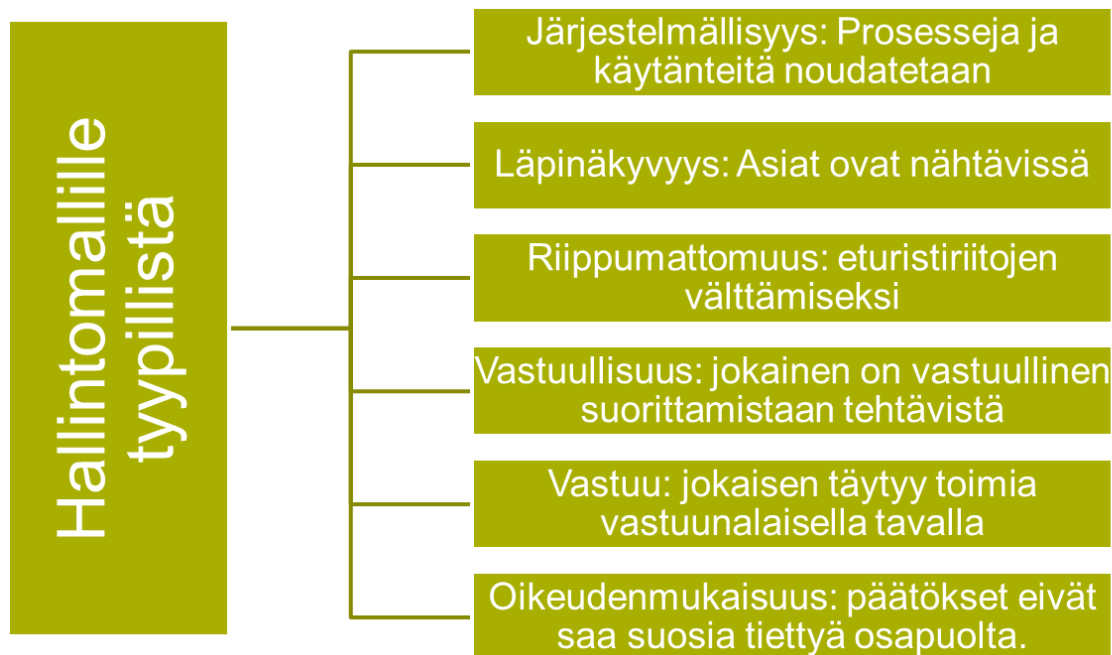 Hallintomallille
tyypillistä
Järjestelmällisyys: Prosesseja ja
käytänteitä noudatetaan
Läpinäkyvyys: Asiat ovat nähtävissä
Riippumattomuus: eturistiriitojen
välttämiseksi
Vastuullisuus: jokainen on vastuullinen
suorittamistaan tehtävistä
Vastuu: jokaisen täytyy toimia
vastuunalaisella tavalla
Oikeudenmukaisuus: päätökset eivät
saa suosia tiettyä osapuolta.